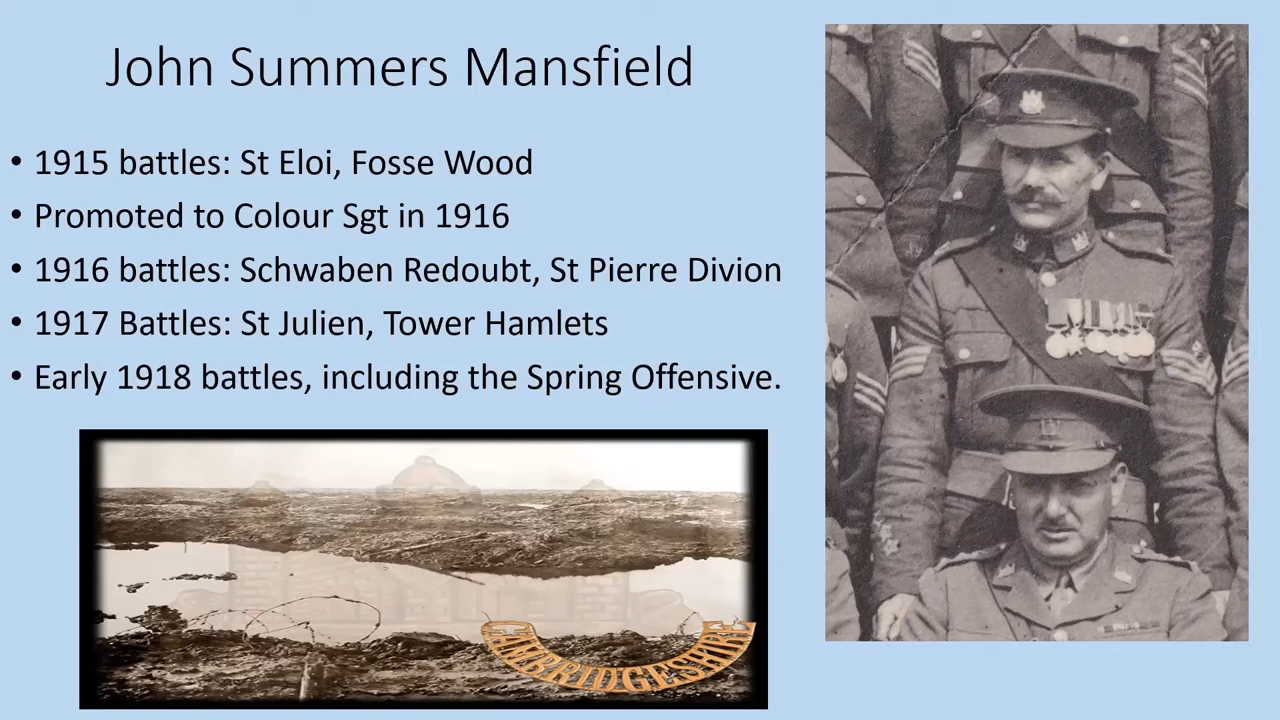 John Summers Mansfield
• 1915 battles: St Eloi, Fosse Wood
• Promoted to Colour Sgt in 1916
• 1916 battles: Schwaben Redoubt, St Pierre Divion
• 1917 Battles: St Julien, Tower Hamlets
• Early 1918 battles, including the Spring Offensive.
CAMBRIDGESHIRE